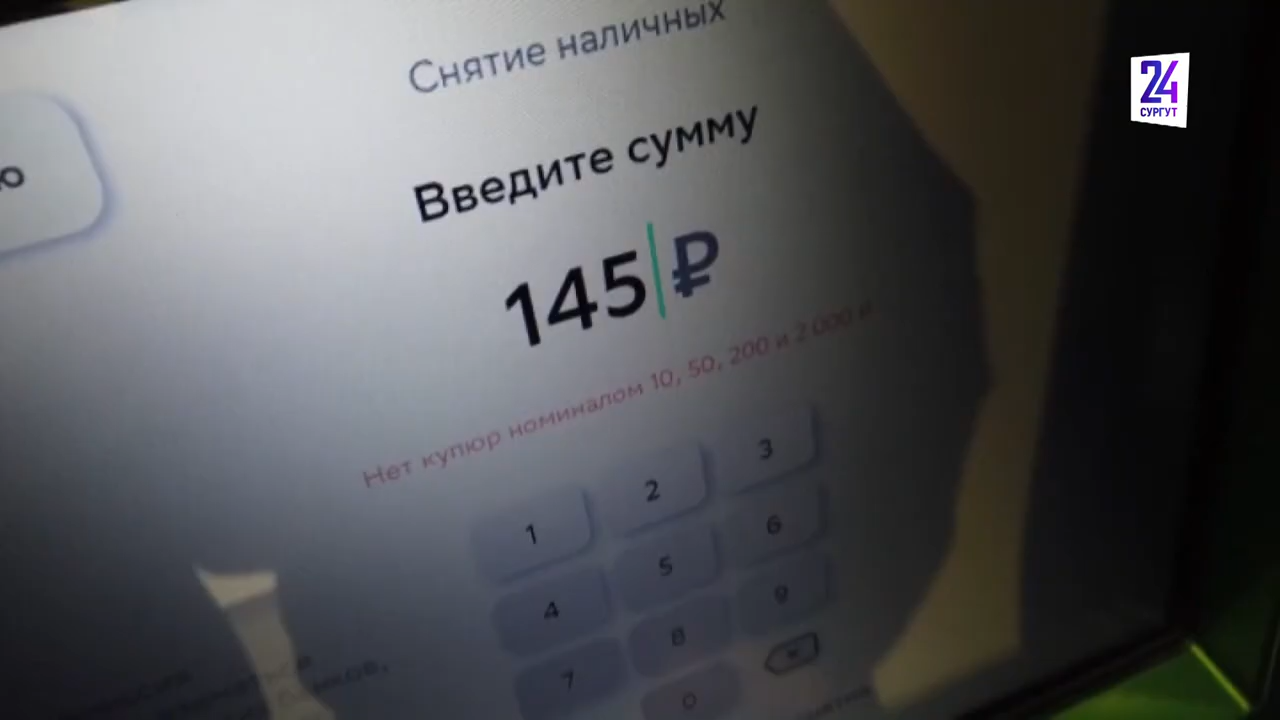 Снятие наличных
24
СУРГУТ
ю
Введите сумму
145 ₽
Нет купюр номиналом 10, 50, 200 и 2 000 ₽
1 2 3
4 5 6
7 8 9
0